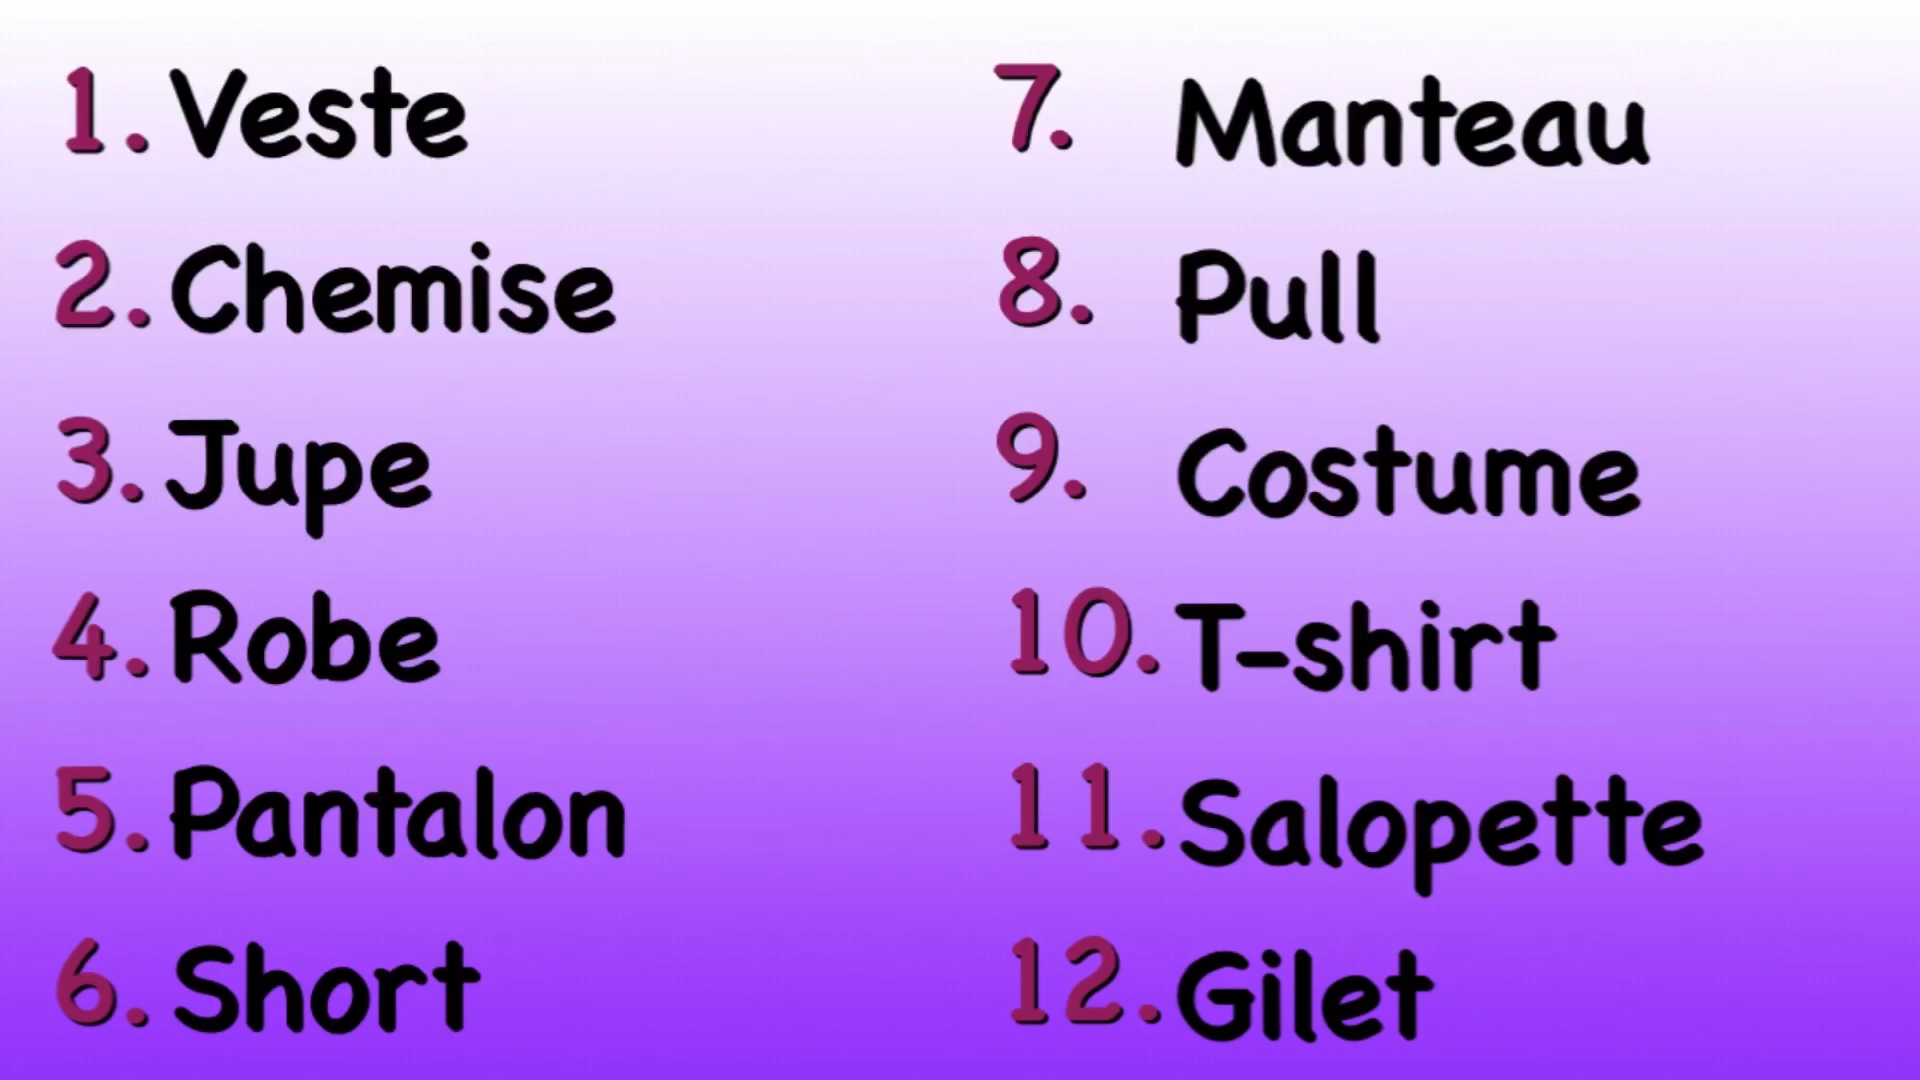 1. Veste
2. Chemise
3. Jupe
4. Robe
5. Pantalon
6. Short
7. Manteau
8. Pull
9. Costume
10. T-shirt
11. Salopette
12. Gilet